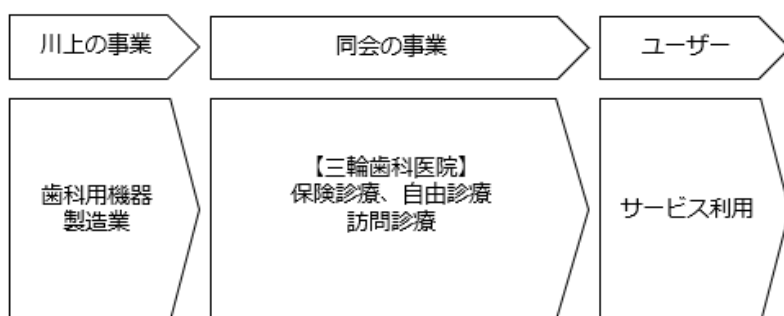 川上の事業
同会の事業
ユーザー
歯科用機器
製造業
【三輪歯科医院】
保険診療、自由診療
訪問診療
サービス利用